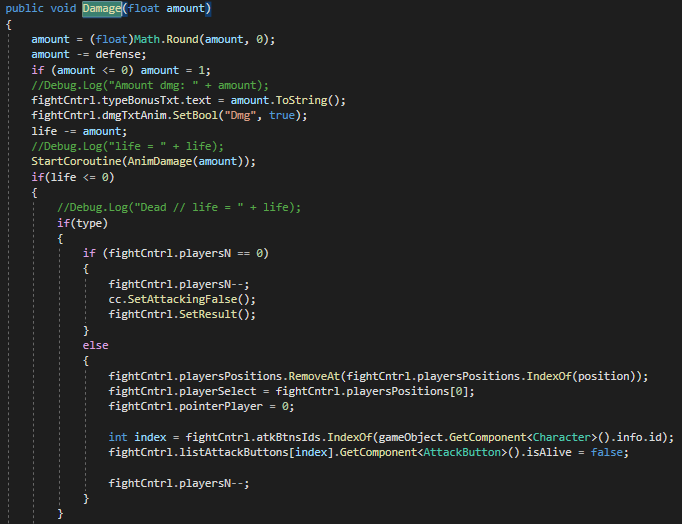 public void Damage(float amount)
{
    amount = (float)Math.Round(amount, 0);
    amount -= defense;
    if (amount <= 0) amount = 1;
    //Debug.Log("Amount dmg: " + amount);
    fightCntrl.typeBonusTxt.text = amount.ToString();
    fightCntrl.dmgTxtAnim.SetBool("Dmg", true);
    life -= amount;
    //Debug.Log("life = " + life);
    StartCoroutine(AnimDamage(amount));
    if(life <= 0)
    {
        //Debug.Log("Dead // life = " + life);
        if(type)
        {
            if (fightCntrl.playersN == 0)
            {
                fightCntrl.playersN--;
                cc.SetAttackingFalse();
                fightCntrl.SetResult();
            }
            else
            {
                fightCntrl.playersPositions.RemoveAt(fightCntrl.playersPositions.IndexOf(position));
                fightCntrl.playerSelect = fightCntrl.playersPositions[0];
                fightCntrl.pointerPlayer = 0;

                int index = fightCntrl.atkBtnsIds.IndexOf(gameObject.GetComponent<Character>().info.id);
                fightCntrl.listAttackButtons[index].GetComponent<AttackButton>().isAlive = false;

                fightCntrl.playersN--;
            }
        }